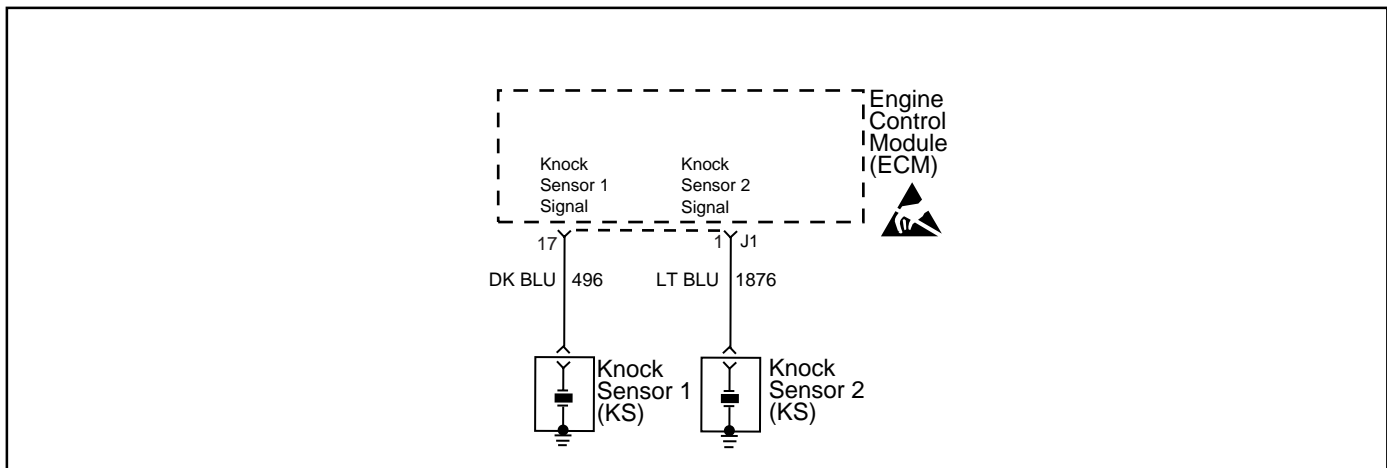 Engine
Control
Module
(ECM)
Knock
Sensor 1
Signal
Knock
Sensor 2
Signal
17
1
J1
DK BLU
496
LT BLU
1876
Knock
Sensor 1
(KS)
Knock
Sensor 2
(KS)